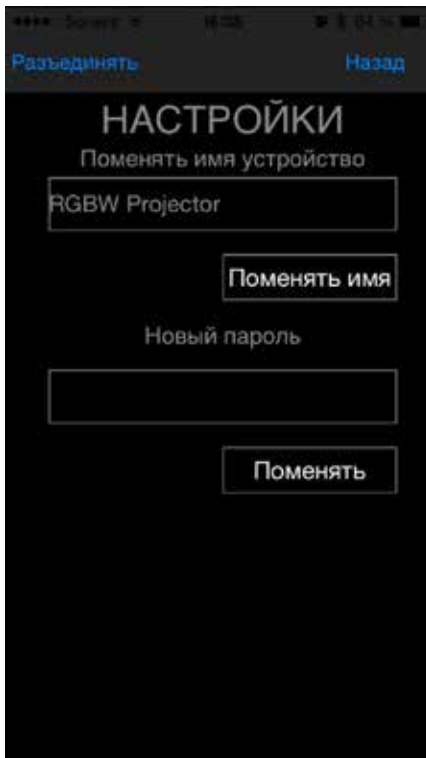 Разъединять Назад
НАСТРОЙКИ
Поменять имя устройство
RGBW Projector
Поменять имя
Новый пароль
Поменять